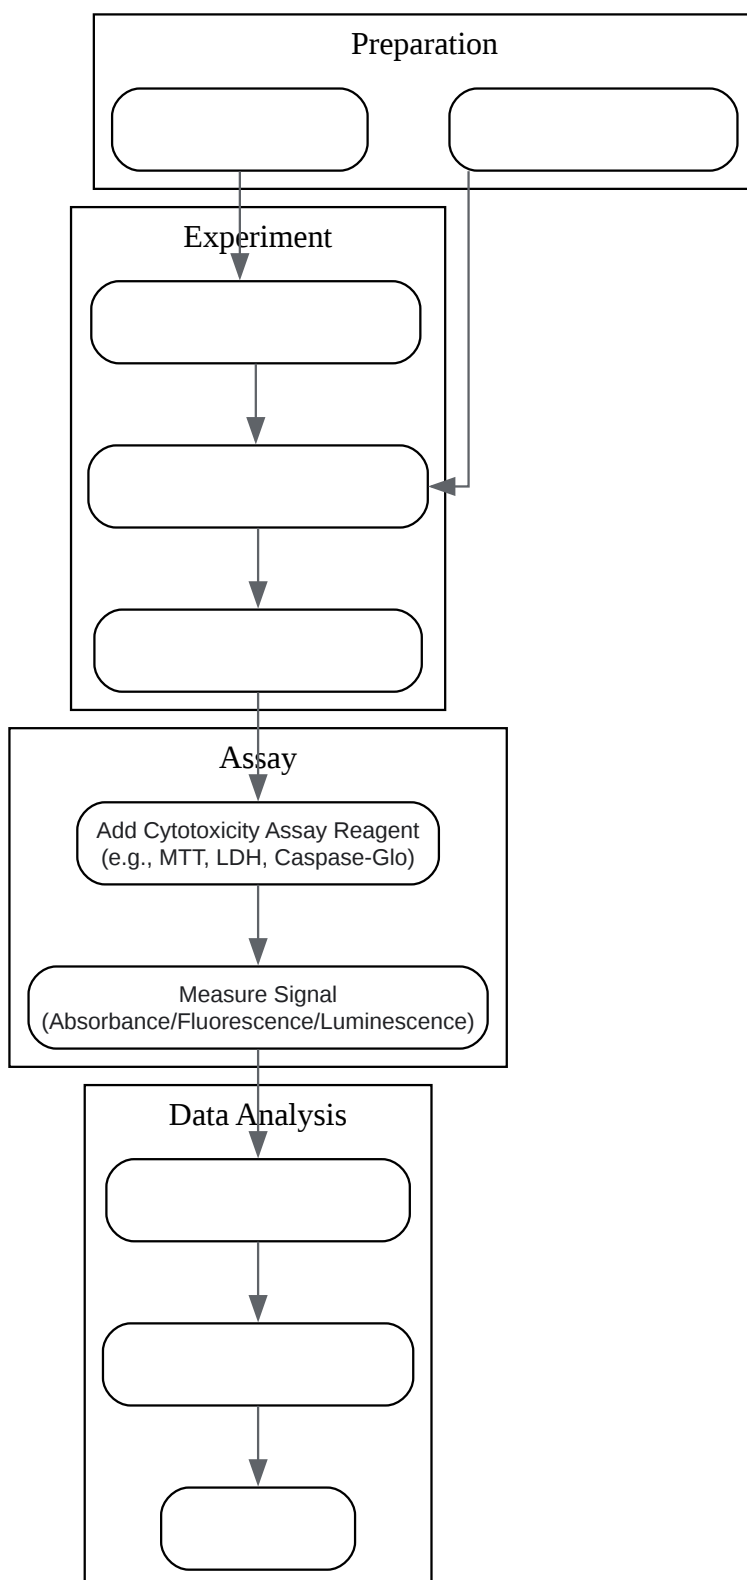 Preparation
Experiment
Assay
Add Cytotoxicity Assay Reagent
(e.g., MTT, LDH, Caspase-Glo)
Measure Signal
(Absorbance/Fluorescence/Luminescence)
Data Analysis